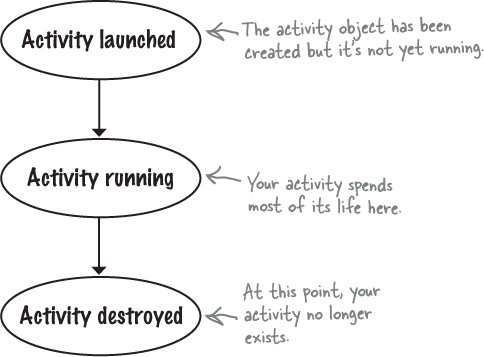 Activity launched
The activity object has been
created but it's not yet running.
Activity running
Your activity spends
most of its life here.
Activity destroyed
At this point, your
activity no longer
exists.